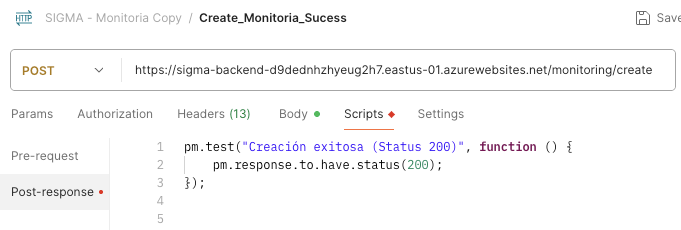 HTTP SIGMA - Monitoria Copy / Create_Monitoria_Sucess Save
POST https://sigma-backend-d9dednhzhyeug2h7.eastus-01.azurewebsites.net/monitoring/create
Params Authorization Headers (13) Body Scripts Settings
Pre-request
Post-response
1 pm.test("Creación exitosa (Status 200)", function () {
2 pm.response.to.have.status(200);
3 });
4
5